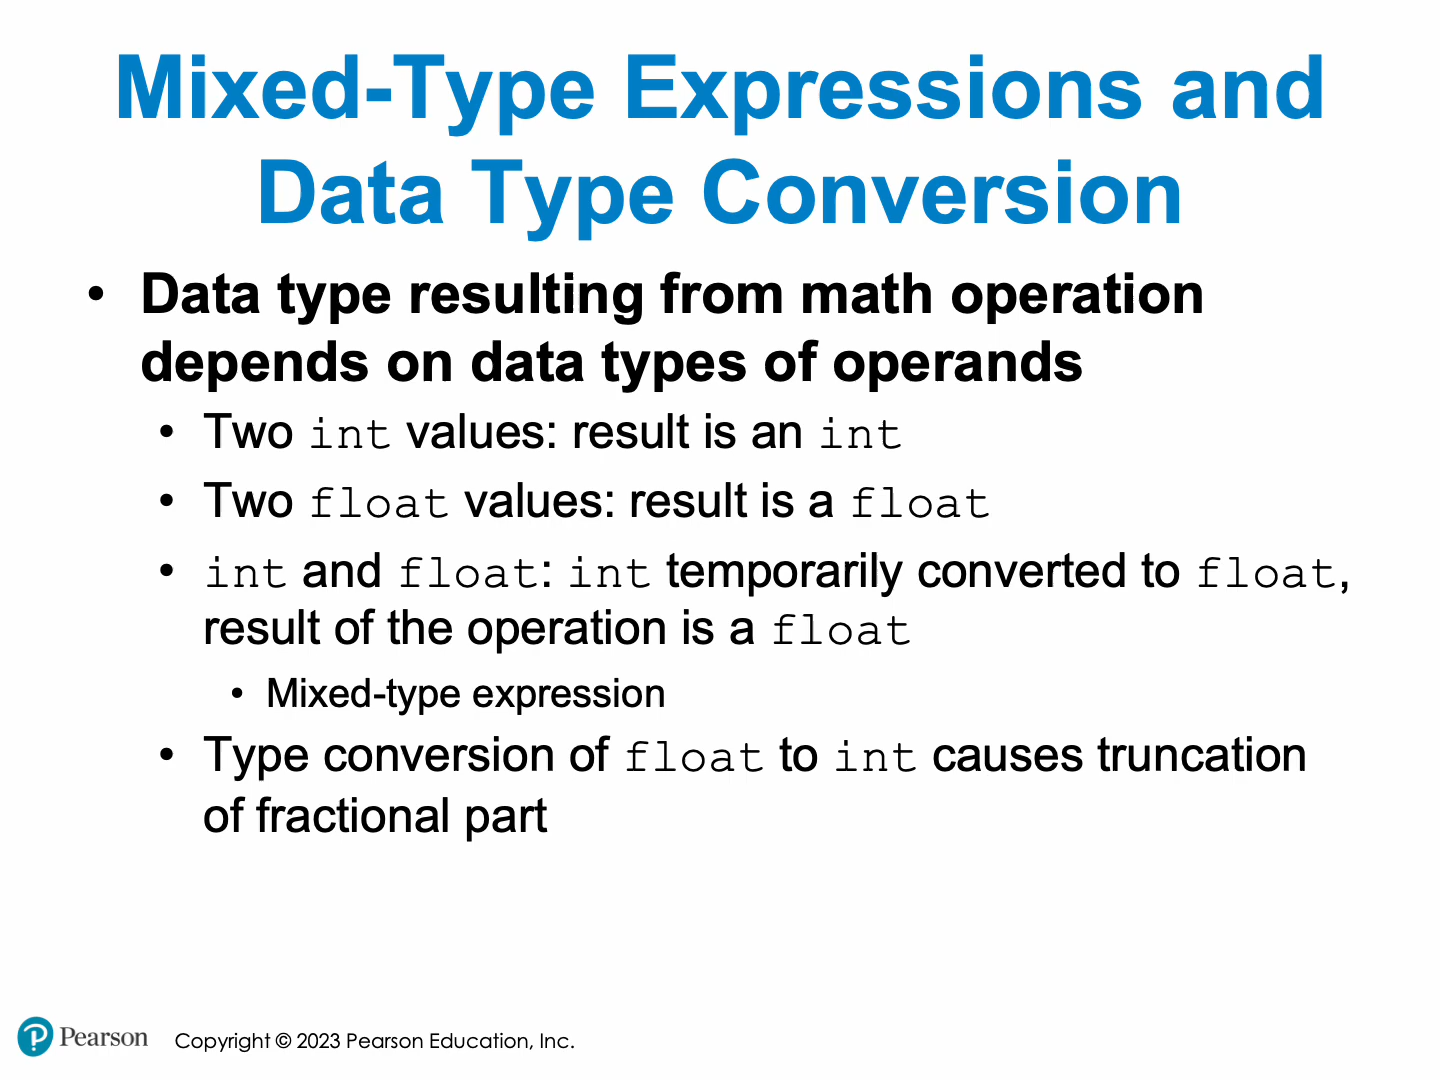 Mixed-Type Expressions and
Data Type Conversion
• Data type resulting from math operation
depends on data types of operands
• Two int values: result is an int
• Two float values: result is a float
• int and float: int temporarily converted to float,
result of the operation is a float
• Mixed-type expression
• Type conversion of float to int causes truncation
of fractional part
Pearson Copyright © 2023 Pearson Education, Inc.